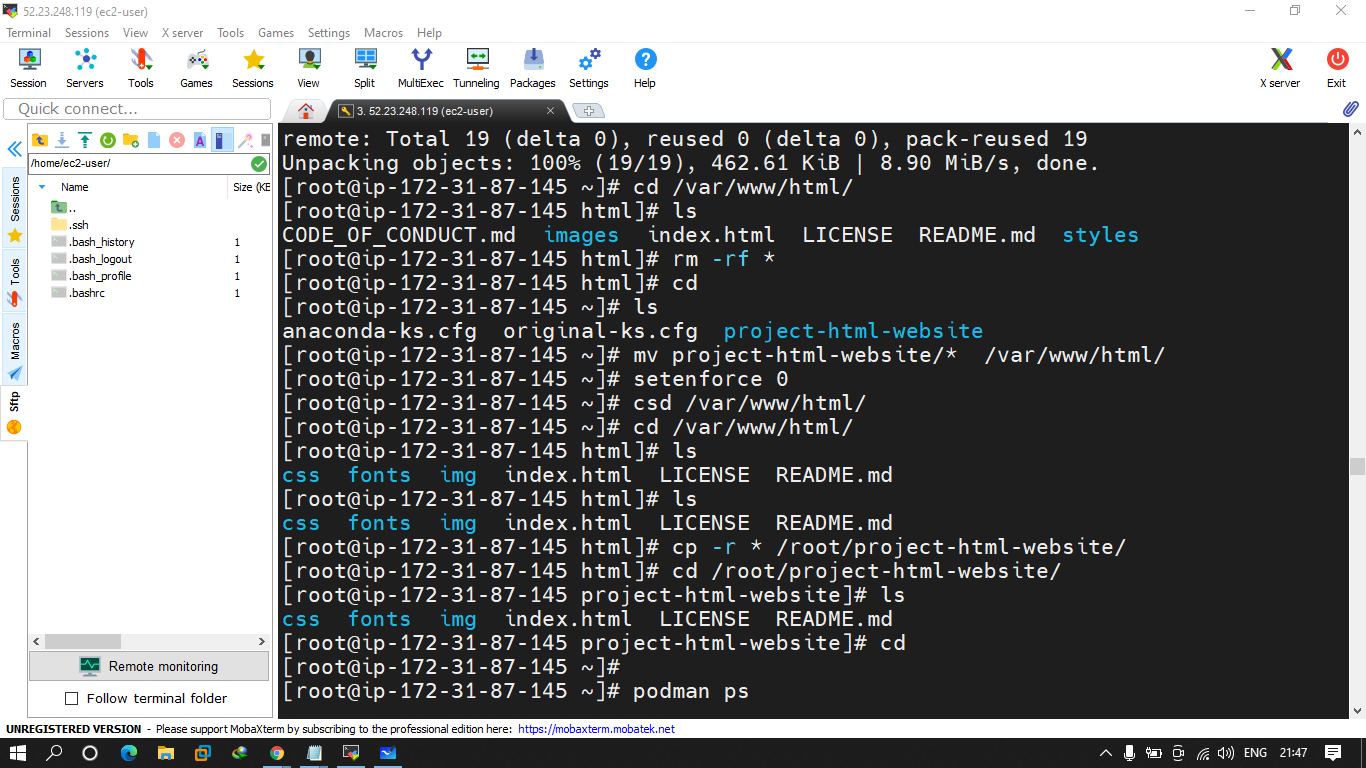 52.23.248.119 (ec2-user)
Terminal Sessions View X server Tools Games Settings Macros Help
Session Servers Tools Games Sessions View Split MultiExec Tunneling Packages Settings Help X server Exit
Quick connect...
3. 52.23.248.119 (ec2-user)
/home/ec2-user/
Name Size (KB
..
.ssh
.bash_history 1
.bash_logout 1
.bash_profile 1
.bashrc 1
Sessions
Tools
Macros
Sftp
Remote monitoring
Follow terminal folder
remote: Total 19 (delta 0), reused 0 (delta 0), pack-reused 19
Unpacking objects: 100% (19/19), 462.61 KiB | 8.90 MiB/s, done.
[root@ip-172-31-87-145 ~]# cd /var/www/html/
[root@ip-172-31-87-145 html]# ls
CODE_OF_CONDUCT.md images index.html LICENSE README.md styles
[root@ip-172-31-87-145 html]# rm -rf *
[root@ip-172-31-87-145 html]# cd
[root@ip-172-31-87-145 ~]# ls
anaconda-ks.cfg original-ks.cfg project-html-website
[root@ip-172-31-87-145 ~]# mv project-html-website/* /var/www/html/
[root@ip-172-31-87-145 ~]# setenforce 0
[root@ip-172-31-87-145 ~]# csd /var/www/html/
[root@ip-172-31-87-145 ~]# cd /var/www/html/
[root@ip-172-31-87-145 html]# ls
css fonts img index.html LICENSE README.md
[root@ip-172-31-87-145 html]# ls
css fonts img index.html LICENSE README.md
[root@ip-172-31-87-145 html]# cp -r * /root/project-html-website/
[root@ip-172-31-87-145 html]# cd /root/project-html-website/
[root@ip-172-31-87-145 project-html-website]# ls
css fonts img index.html LICENSE README.md
[root@ip-172-31-87-145 project-html-website]# cd
[root@ip-172-31-87-145 ~]#
[root@ip-172-31-87-145 ~]# podman ps
UNREGISTERED VERSION - Please support MobaXterm by subscribing to the professional edition here: https://mobaxterm.mobatek.net
ENG 21:47